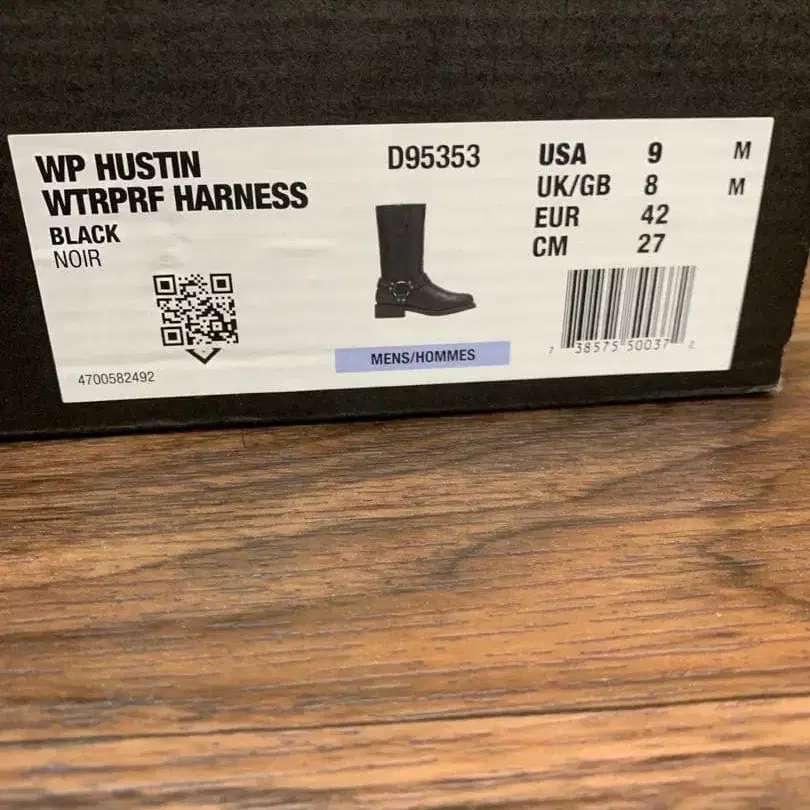 WP HUSTIN
WTRPRF HARNESS
BLACK
NOIR
4700582492
D95353
MENS/HOMMES
USA 9 M
UK/GB 8 M
EUR 42
CM 27
7 38575 50037 2